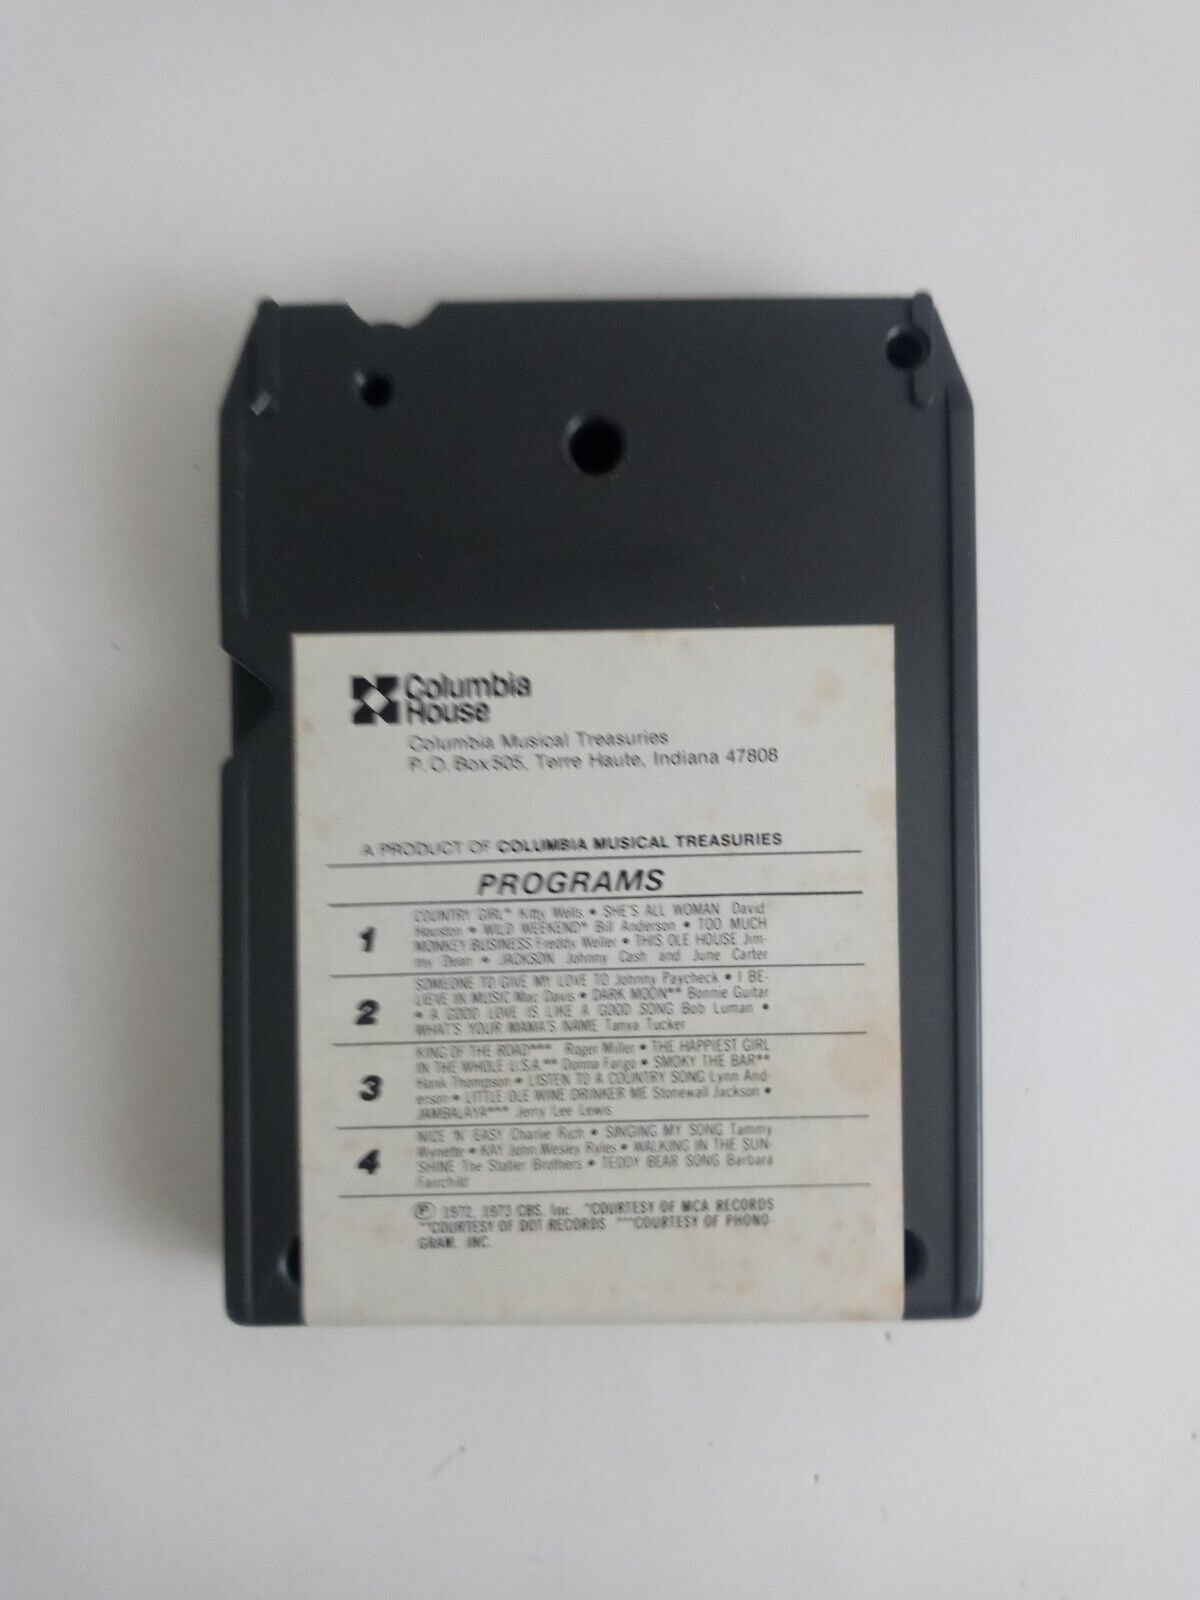 Columbia
House
Columbia Musical Treasuries
P.O. Box 505, Terre Haute, Indiana 47808
A PRODUCT OF COLUMBIA MUSICAL TREASURIES
PROGRAMS
1
COUNTRY GIRL* Kitty Wells • SHE'S ALL WOMAN David
Houston • WILD WEEKEND* Bill Anderson • TOO MUCH
MONKEY BUSINESS Freddy Weller • THIS OLE HOUSE Jim-
my Dean • JACKSON Johnny Cash and June Carter
2
SOMEONE TO GIVE MY LOVE TO Johnny Paycheck • I BE-
LIEVE IN MUSIC Mac Davis • DARK MOON** Bonnie Guitar
• A GOOD LOVE IS LIKE A GOOD SONG Bob Luman •
WHAT'S YOUR MAMA'S NAME Tanya Tucker
3
KING OF THE ROAD*** Roger Miller • THE HAPPIEST GIRL
IN THE WHOLE U.S.A.** Donna Fargo • SMOKY THE BAR**
Hank Thompson • LISTEN TO A COUNTRY SONG Lynn And-
erson • LITTLE OLE WINE DRINKER ME Stonewall Jackson •
JAMBALAYA*** Jerry Lee Lewis
4
NICE 'N' EASY Charlie Rich • SINGING MY SONG Tammy
Wynette • KAY John Wesley Ryles • WALKING IN THE SUN-
SHINE The Statler Brothers • TEDDY BEAR SONG Barbara
Fairchild
℗ 1972, 1973 CBS, Inc. *COURTESY OF MCA RECORDS
**COURTESY OF DOT RECORDS ***COURTESY OF PHONO-
GRAM, INC.